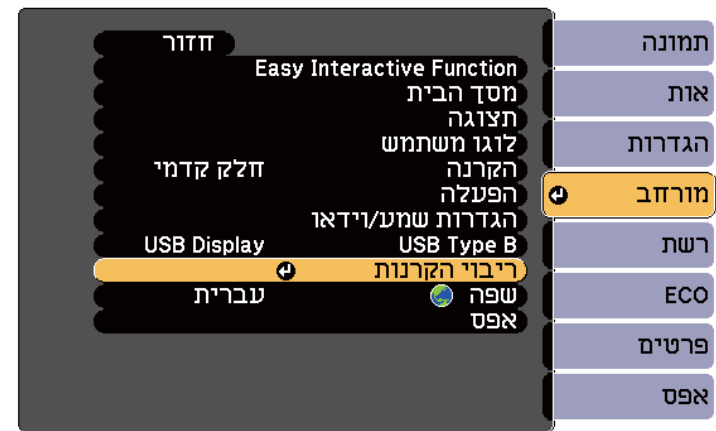 תמונה
אות
הגדרות
מורחב
רשת
ECO
פרטים
אפס
חזור
Easy Interactive Function
מסך הבית
תצוגה
לוגו משתמש
הקרנה חלק קדמי
הפעלה
הגדרות שמע/וידאו
USB Type B USB Display
ריבוי הקרנות
שפה עברית
אפס